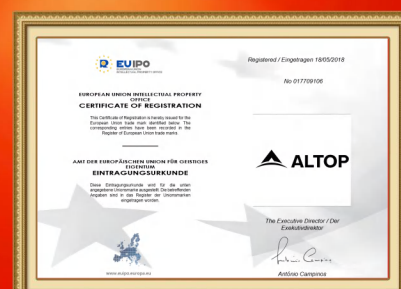 EUIPO
EUROPEAN UNION
INTELLECTUAL PROPERTY OFFICE
Registered / Eingetragen 18/05/2018
No 017709106
EUROPEAN UNION INTELLECTUAL PROPERTY
OFFICE
CERTIFICATE OF REGISTRATION
This Certificate of Registration is hereby issued for the
European Union trade mark identified below. The
corresponding entries have been recorded in the
Register of European Union trade marks.
AMT DER EUROPÄISCHEN UNION FÜR GEISTIGES
EIGENTUM
EINTRAGUNGSURKUNDE
Diese Eintragungsurkunde wird für die unten
angegebene Unionsmarke ausgestellt. Die betreffenden
Angaben sind in das Register der Unionsmarken
eingetragen worden.
ALTOP
The Executive Director / Der
Exekutivdirektor
www.euipo.europa.eu
António Campinos